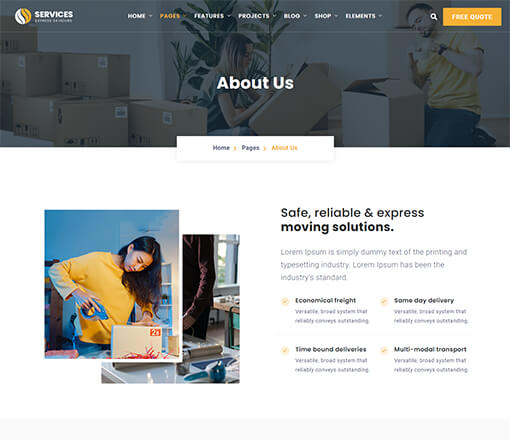 SERVICES
EXPRESS 24 HOURS
HOME
PAGES
FEATURES
PROJECTS
BLOG
SHOP
ELEMENTS
FREE QUOTE
About Us
Home
Pages
About Us
Safe, reliable & express
moving solutions.
Lorem Ipsum is simply dummy text of the printing and
typesetting industry. Lorem Ipsum has been the
industry's standard.
Economical freight
Versatile, broad system that
reliably conveys outstanding.
Same day delivery
Versatile, broad system that
reliably conveys outstanding.
Time bound deliveries
Versatile, broad system that
reliably conveys outstanding.
Multi-modal transport
Versatile, broad system that
reliably conveys outstanding.